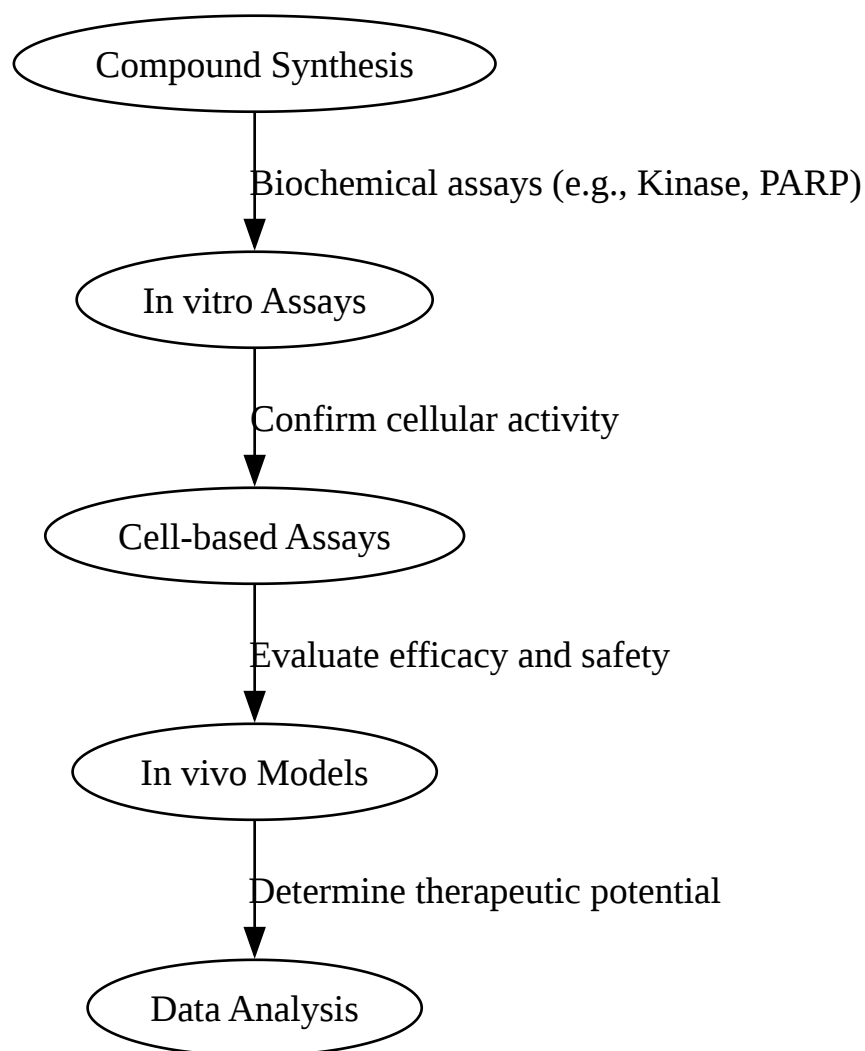 Compound Synthesis
Biochemical assays (e.g., Kinase, PARP)
In vitro Assays
Confirm cellular activity
Cell-based Assays
Evaluate efficacy and safety
In vivo Models
Determine therapeutic potential
Data Analysis